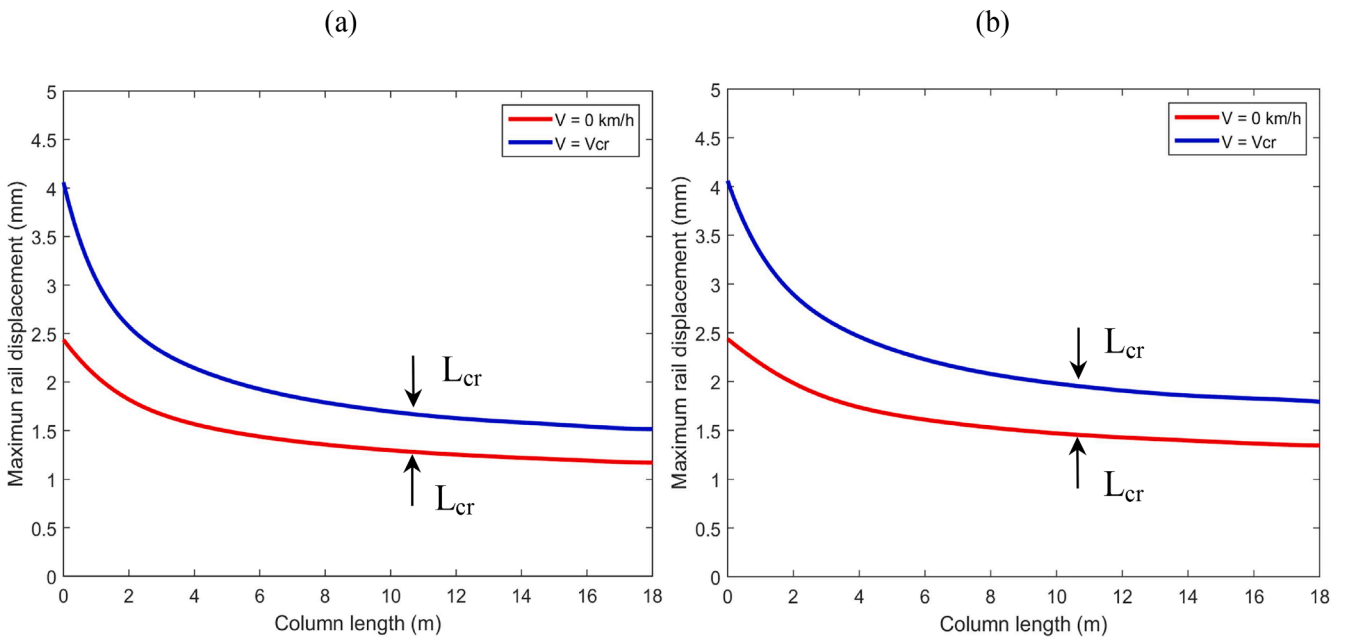 (a)
5
4.5
4
3.5
3
2.5
2
1.5
1
0.5
0
0 2 4 6 8 10 12 14 16 18
Maximun rail displacement (mm)
Column length (m)
V = 0 km/h
V = Vcr
Lcr
Lcr
(b)
5
4.5
4
3.5
3
2.5
2
1.5
1
0.5
0
0 2 4 6 8 10 12 14 16 18
Maximum rail displacement (mm)
Column length (m)
V = 0 km/h
V = Vcr
Lcr
Lcr